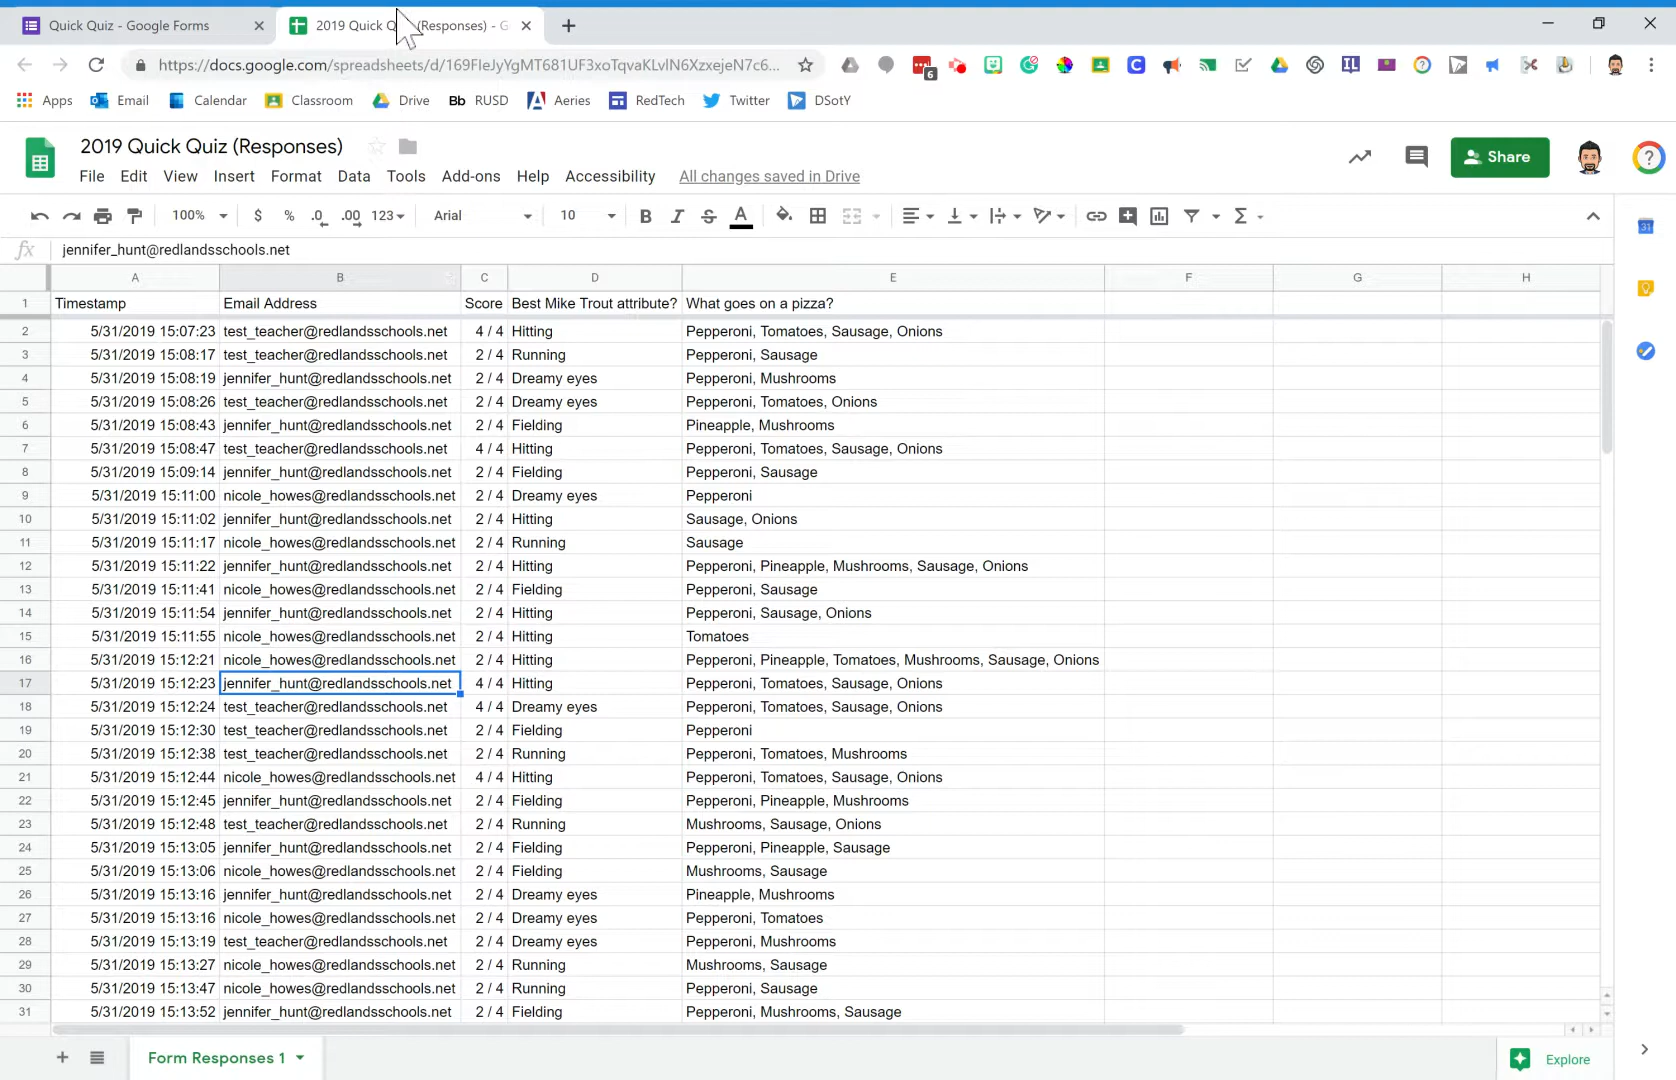 Quick Quiz - Google Forms
2019 Quick Q (Responses) - G
https://docs.google.com/spreadsheets/d/169FIeJyYgMT681UF3xoTqvaKLvlN6XzxejeN7c6...
6
Apps Email Calendar Classroom Drive Bb RUSD Aeries RedTech Twitter DSotY
2019 Quick Quiz (Responses)
File Edit View Insert Format Data Tools Add-ons Help Accessibility All changes saved in Drive
Share
100% $ % .0 .00 123 Arial 10 B I S A Σ
31
fx jennifer_hunt@redlandsschools.net
A B C D E F G H
1 Timestamp Email Address Score Best Mike Trout attribute? What goes on a pizza?
2 5/31/2019 15:07:23 test_teacher@redlandsschools.net 4 / 4 Hitting Pepperoni, Tomatoes, Sausage, Onions
3 5/31/2019 15:08:17 test_teacher@redlandsschools.net 2 / 4 Running Pepperoni, Sausage
4 5/31/2019 15:08:19 jennifer_hunt@redlandsschools.net 2 / 4 Dreamy eyes Pepperoni, Mushrooms
5 5/31/2019 15:08:26 test_teacher@redlandsschools.net 2 / 4 Dreamy eyes Pepperoni, Tomatoes, Onions
6 5/31/2019 15:08:43 jennifer_hunt@redlandsschools.net 2 / 4 Fielding Pineapple, Mushrooms
7 5/31/2019 15:08:47 test_teacher@redlandsschools.net 4 / 4 Hitting Pepperoni, Tomatoes, Sausage, Onions
8 5/31/2019 15:09:14 jennifer_hunt@redlandsschools.net 2 / 4 Fielding Pepperoni, Sausage
9 5/31/2019 15:11:00 nicole_howes@redlandsschools.net 2 / 4 Dreamy eyes Pepperoni
10 5/31/2019 15:11:02 jennifer_hunt@redlandsschools.net 2 / 4 Hitting Sausage, Onions
11 5/31/2019 15:11:17 nicole_howes@redlandsschools.net 2 / 4 Running Sausage
12 5/31/2019 15:11:22 jennifer_hunt@redlandsschools.net 2 / 4 Hitting Pepperoni, Pineapple, Mushrooms, Sausage, Onions
13 5/31/2019 15:11:41 nicole_howes@redlandsschools.net 2 / 4 Fielding Pepperoni, Sausage
14 5/31/2019 15:11:54 jennifer_hunt@redlandsschools.net 2 / 4 Hitting Pepperoni, Sausage, Onions
15 5/31/2019 15:11:55 nicole_howes@redlandsschools.net 2 / 4 Hitting Tomatoes
16 5/31/2019 15:12:21 nicole_howes@redlandsschools.net 2 / 4 Hitting Pepperoni, Pineapple, Tomatoes, Mushrooms, Sausage, Onions
17 5/31/2019 15:12:23 jennifer_hunt@redlandsschools.net 4 / 4 Hitting Pepperoni, Tomatoes, Sausage, Onions
18 5/31/2019 15:12:24 test_teacher@redlandsschools.net 4 / 4 Dreamy eyes Pepperoni, Tomatoes, Sausage, Onions
19 5/31/2019 15:12:30 test_teacher@redlandsschools.net 2 / 4 Fielding Pepperoni
20 5/31/2019 15:12:38 test_teacher@redlandsschools.net 2 / 4 Running Pepperoni, Tomatoes, Mushrooms
21 5/31/2019 15:12:44 nicole_howes@redlandsschools.net 4 / 4 Hitting Pepperoni, Tomatoes, Sausage, Onions
22 5/31/2019 15:12:45 jennifer_hunt@redlandsschools.net 2 / 4 Fielding Pepperoni, Pineapple, Mushrooms
23 5/31/2019 15:12:48 test_teacher@redlandsschools.net 2 / 4 Running Mushrooms, Sausage, Onions
24 5/31/2019 15:13:05 jennifer_hunt@redlandsschools.net 2 / 4 Fielding Pepperoni, Pineapple, Sausage
25 5/31/2019 15:13:06 nicole_howes@redlandsschools.net 2 / 4 Fielding Mushrooms, Sausage
26 5/31/2019 15:13:16 jennifer_hunt@redlandsschools.net 2 / 4 Dreamy eyes Pineapple, Mushrooms
27 5/31/2019 15:13:16 nicole_howes@redlandsschools.net 2 / 4 Dreamy eyes Pepperoni, Tomatoes
28 5/31/2019 15:13:19 test_teacher@redlandsschools.net 2 / 4 Dreamy eyes Pepperoni, Mushrooms
29 5/31/2019 15:13:27 nicole_howes@redlandsschools.net 2 / 4 Running Mushrooms, Sausage
30 5/31/2019 15:13:47 nicole_howes@redlandsschools.net 2 / 4 Running Pepperoni, Sausage
31 5/31/2019 15:13:52 jennifer_hunt@redlandsschools.net 2 / 4 Fielding Pepperoni, Mushrooms, Sausage
Form Responses 1
Explore